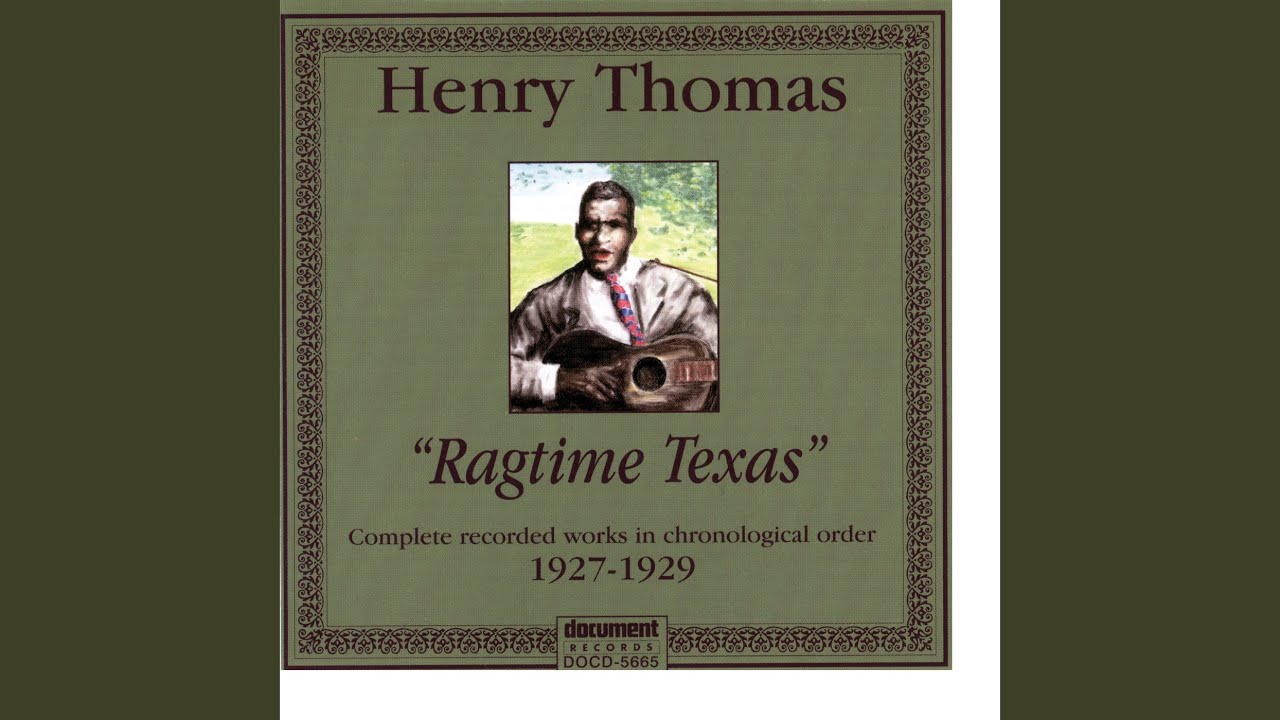 Henry Thomas
“Ragtime Texas”
Complete recorded works in chronological order
1927-1929
document
RECORDS
DOCD-5665